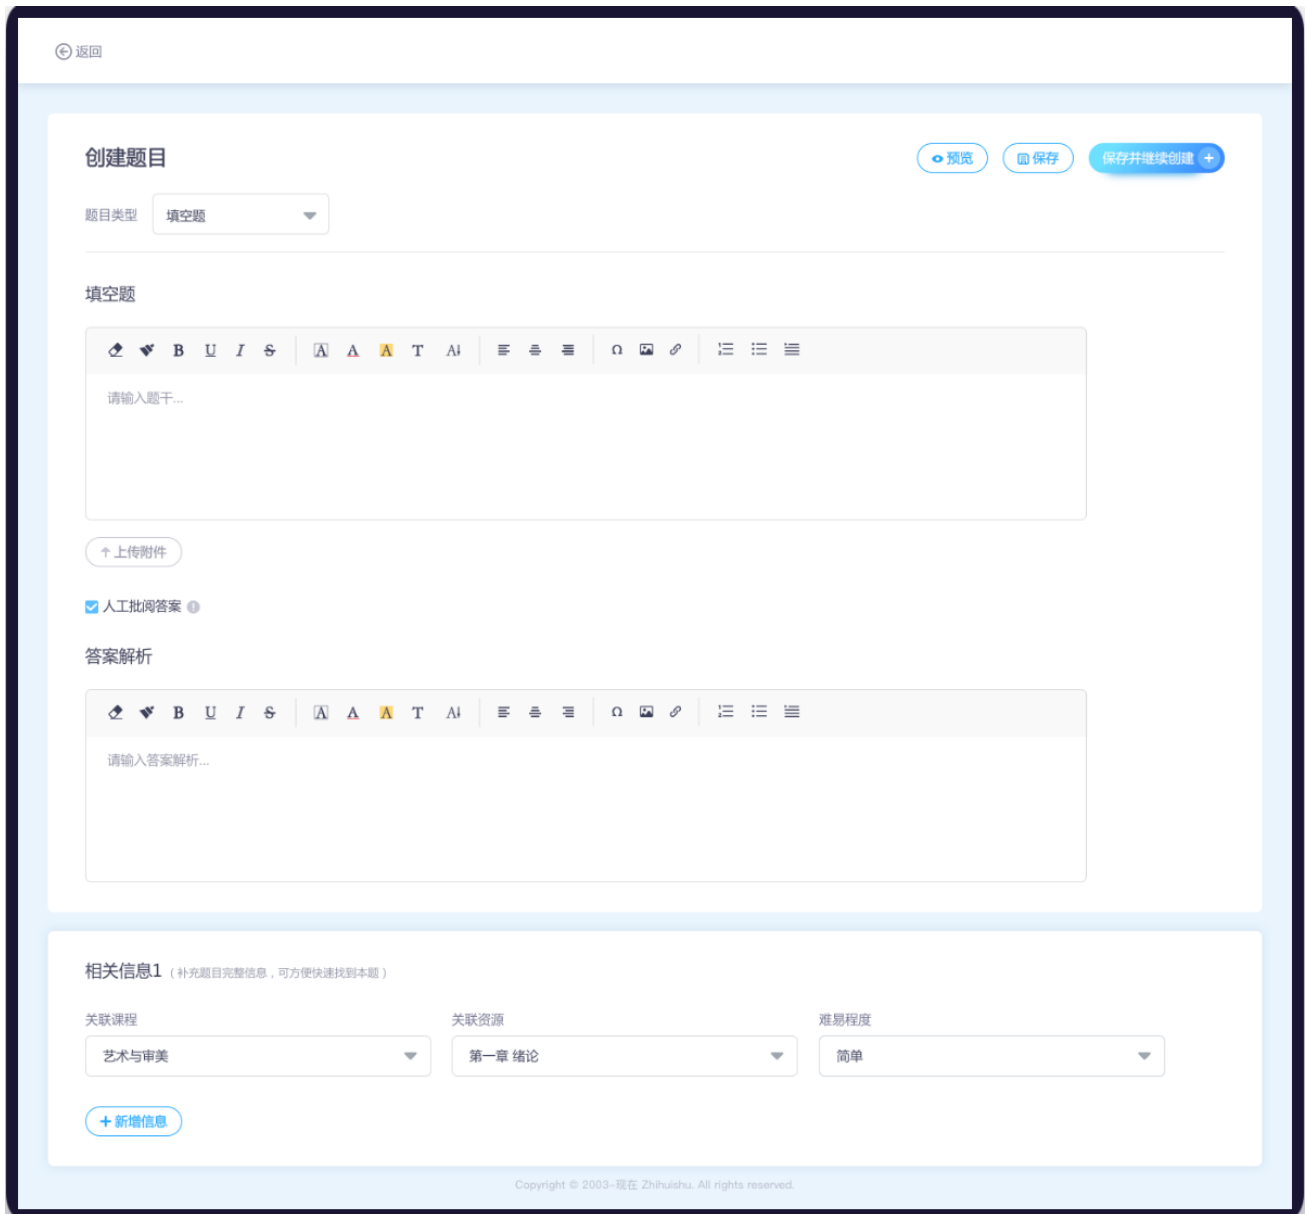 返回
创建题目
预览
保存
保存并继续创建
题目类型
填空题
填空题
B U I S A A A T A Ω
请输入题干...
上传附件
人工批阅答案
答案解析
B U I S A A A T A Ω
请输入答案解析...
相关信息1 ( 补充题目完整信息 , 可方便快速找到本题 )
关联课程
关联资源
难易程度
艺术与审美
第一章 绪论
简单
新增信息
Copyright © 2003-现在 Zhihuishu. All rights reserved.